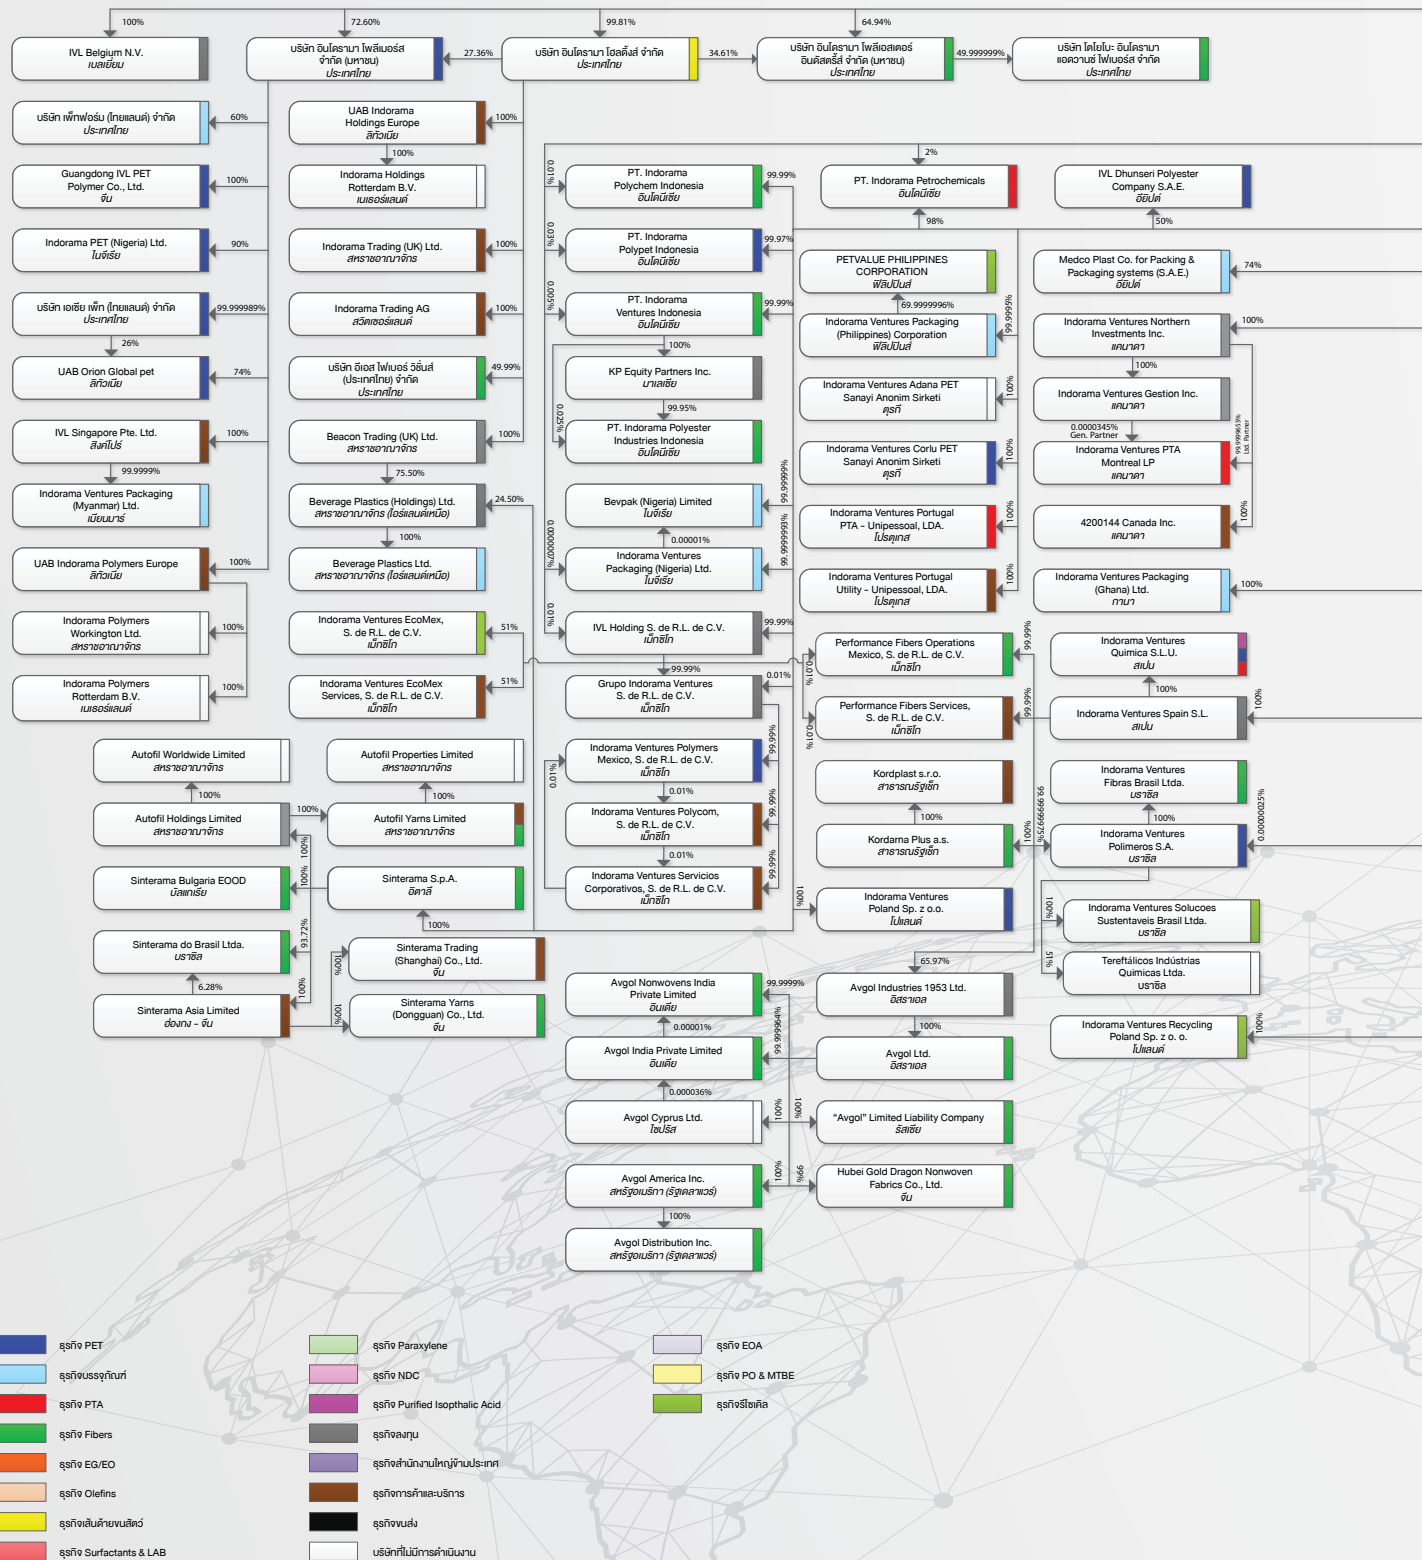 100%
72.60%
99.81%
64.94%
IVL Belgium N.V.
เบลเยี่ยม
บริษัท อินโดรามา โพลีเมอร์ส
จำกัด (มหาชน)
ประเทศไทย
27.36%
บริษัท อินโดรามา โฮลดิ้งส์ จำกัด
ประเทศไทย
34.61%
บริษัท อินโดรามา โพลีเอสเตอร์
อินดัสตรี้ส์ จำกัด (มหาชน)
ประเทศไทย
49.999999%
บริษัท โตโยโบะ อินโดรามา
แอดวานซ์ ไฟเบอร์ส จำกัด
ประเทศไทย
บริษัท เพ็ทฟอร์ม (ไทยแลนด์) จำกัด
ประเทศไทย
60%
Guangdong IVL PET
Polymer Co., Ltd.
จีน
100%
Indorama PET (Nigeria) Ltd.
ไนจีเรีย
90%
บริษัท เอเชีย เพ็ท (ไทยแลนด์) จำกัด
ประเทศไทย
99.999989%
26%
UAB Orion Global pet
ลิทัวเนีย
74%
IVL Singapore Pte. Ltd.
สิงคโปร์
100%
99.9999%
Indorama Ventures Packaging
(Myanmar) Ltd.
เมียนมาร์
UAB Indorama Polymers Europe
ลิทัวเนีย
100%
Indorama Polymers
Workington Ltd.
สหราชอาณาจักร
100%
Indorama Polymers
Rotterdam B.V.
เนเธอร์แลนด์
100%
UAB Indorama
Holdings Europe
ลิทัวเนีย
100%
100%
Indorama Holdings
Rotterdam B.V.
เนเธอร์แลนด์
Indorama Trading (UK) Ltd.
สหราชอาณาจักร
100%
Indorama Trading AG
สวิตเซอร์แลนด์
100%
บริษัท อีเอส ไฟเบอร์ วิชั่นส์
(ประเทศไทย) จำกัด
ประเทศไทย
49.99%
Beacon Trading (UK) Ltd.
สหราชอาณาจักร
100%
75.50%
Beverage Plastics (Holdings) Ltd.
สหราชอาณาจักร (ไอร์แลนด์เหนือ)
24.50%
100%
Beverage Plastics Ltd.
สหราชอาณาจักร (ไอร์แลนด์เหนือ)
Indorama Ventures EcoMex,
S. de R.L. de C.V.
เม็กซิโก
51%
Indorama Ventures EcoMex
Services, S. de R.L. de C.V.
เม็กซิโก
51%
0.01%
PT. Indorama
Polychem Indonesia
อินโดนีเซีย
99.99%
0.03%
PT. Indorama
Polypet Indonesia
อินโดนีเซีย
99.97%
0.005%
PT. Indorama
Ventures Indonesia
อินโดนีเซีย
99.99%
100%
KP Equity Partners Inc.
มาเลเซีย
99.95%
0.025%
PT. Indorama Polyester
Industries Indonesia
อินโดนีเซีย
Bevpak (Nigeria) Limited
ไนจีเรีย
99.99999%
0.00001%
0.0000007%
Indorama Ventures
Packaging (Nigeria) Ltd.
ไนจีเรีย
99.9999993%
0.01%
IVL Holding S. de R.L. de C.V.
เม็กซิโก
99.99%
99.99%
Grupo Indorama Ventures
S. de R.L. de C.V.
เม็กซิโก
0.01%
Indorama Ventures Polymers
Mexico, S. de R.L. de C.V.
เม็กซิโก
99.99%
0.01%
0.01%
Indorama Ventures Polycom,
S. de R.L. de C.V.
เม็กซิโก
99.99%
0.01%
Indorama Ventures Servicios
Corporativos, S. de R.L. de C.V.
เม็กซิโก
99.99%
2%
PT. Indorama Petrochemicals
อินโดนีเซีย
98%
IVL Dhunseri Polyester
Company S.A.E.
อียิปต์
50%
PETVALUE PHILIPPINES
CORPORATION
ฟิลิปปินส์
69.9999996%
Indorama Ventures Packaging
(Philippines) Corporation
ฟิลิปปินส์
99.9995%
Indorama Ventures Adana PET
Sanayi Anonim Sirketi
ตุรกี
100%
Indorama Ventures Corlu PET
Sanayi Anonim Sirketi
ตุรกี
100%
Indorama Ventures Portugal
PTA - Unipessoal, LDA.
โปรตุเกส
100%
Indorama Ventures Portugal
Utility - Unipessoal, LDA.
โปรตุเกส
100%
Medco Plast Co. for Packing &
Packaging systems (S.A.E.)
อียิปต์
74%
Indorama Ventures Northern
Investments Inc.
แคนาดา
100%
100%
Indorama Ventures Gestion Inc.
แคนาดา
0.0000345%
Gen. Partner
99.9999655%
Ltd. Partner
Indorama Ventures PTA
Montreal LP
แคนาดา
4200144 Canada Inc.
แคนาดา
100%
Indorama Ventures Packaging
(Ghana) Ltd.
กานา
100%
Performance Fibers Operations
Mexico, S. de R.L. de C.V.
เม็กซิโก
99.99%
0.01%
Performance Fibers Services,
S. de R.L. de C.V.
เม็กซิโก
99.99%
0.01%
Indorama Ventures
Quimica S.L.U.
สเปน
100%
Indorama Ventures Spain S.L.
สเปน
100%
Kordplast s.r.o.
สาธารณรัฐเช็ก
100%
Kordarna Plus a.s.
สาธารณรัฐเช็ก
100%
Indorama Ventures
Fibras Brasil Ltda.
บราซิล
100%
99.999999975%
Indorama Ventures
Polimeros S.A.
บราซิล
0.00000025%
Indorama Ventures
Poland Sp. z o.o.
โปแลนด์
100%
100%
Indorama Ventures Solucoes
Sustentaveis Brasil Ltda.
บราซิล
51%
Tereftálicos Indústrias
Quimicas Ltda.
บราซิล
Indorama Ventures Recycling
Poland Sp. z o. o.
โปแลนด์
100%
Autofil Worldwide Limited
สหราชอาณาจักร
100%
Autofil Properties Limited
สหราชอาณาจักร
100%
Autofil Holdings Limited
สหราชอาณาจักร
100%
Autofil Yarns Limited
สหราชอาณาจักร
100%
Sinterama Bulgaria EOOD
บัลแกเรีย
100%
Sinterama S.p.A.
อิตาลี
100%
Sinterama do Brasil Ltda.
บราซิล
93.72%
6.28%
Sinterama Asia Limited
ฮ่องกง - จีน
100%
Sinterama Trading
(Shanghai) Co., Ltd.
จีน
100%
Sinterama Yarns
(Dongguan) Co., Ltd.
จีน
100%
Avgol Nonwovens India
Private Limited
อินเดีย
99.9999%
0.00001%
Avgol India Private Limited
อินเดีย
99.999964%
0.000036%
Avgol Cyprus Ltd.
ไซปรัส
100%
Avgol America Inc.
สหรัฐอเมริกา (รัฐเดลาแวร์)
100%
100%
Avgol Distribution Inc.
สหรัฐอเมริกา (รัฐเดลาแวร์)
65.97%
Avgol Industries 1953 Ltd.
อิสราเอล
100%
Avgol Ltd.
อิสราเอล
"Avgol" Limited Liability Company
รัสเซีย
100%
Hubei Gold Dragon Nonwoven
Fabrics Co., Ltd.
จีน
99%
ธุรกิจ PET
ธุรกิจบรรจุภัณฑ์
ธุรกิจ PTA
ธุรกิจ Fibers
ธุรกิจ EG/EO
ธุรกิจ Olefins
ธุรกิจเส้นด้ายขนสัตว์
ธุรกิจ Surfactants & LAB
ธุรกิจ Paraxylene
ธุรกิจ NDC
ธุรกิจ Purified Isopthalic Acid
ธุรกิจลงทุน
ธุรกิจสำนักงานใหญ่ข้ามประเทศ
ธุรกิจการค้าและบริการ
ธุรกิจขนส่ง
บริษัทที่ไม่มีการดำเนินงาน
ธุรกิจ EOA
ธุรกิจ PO & MTBE
ธุรกิจรีไซเคิล